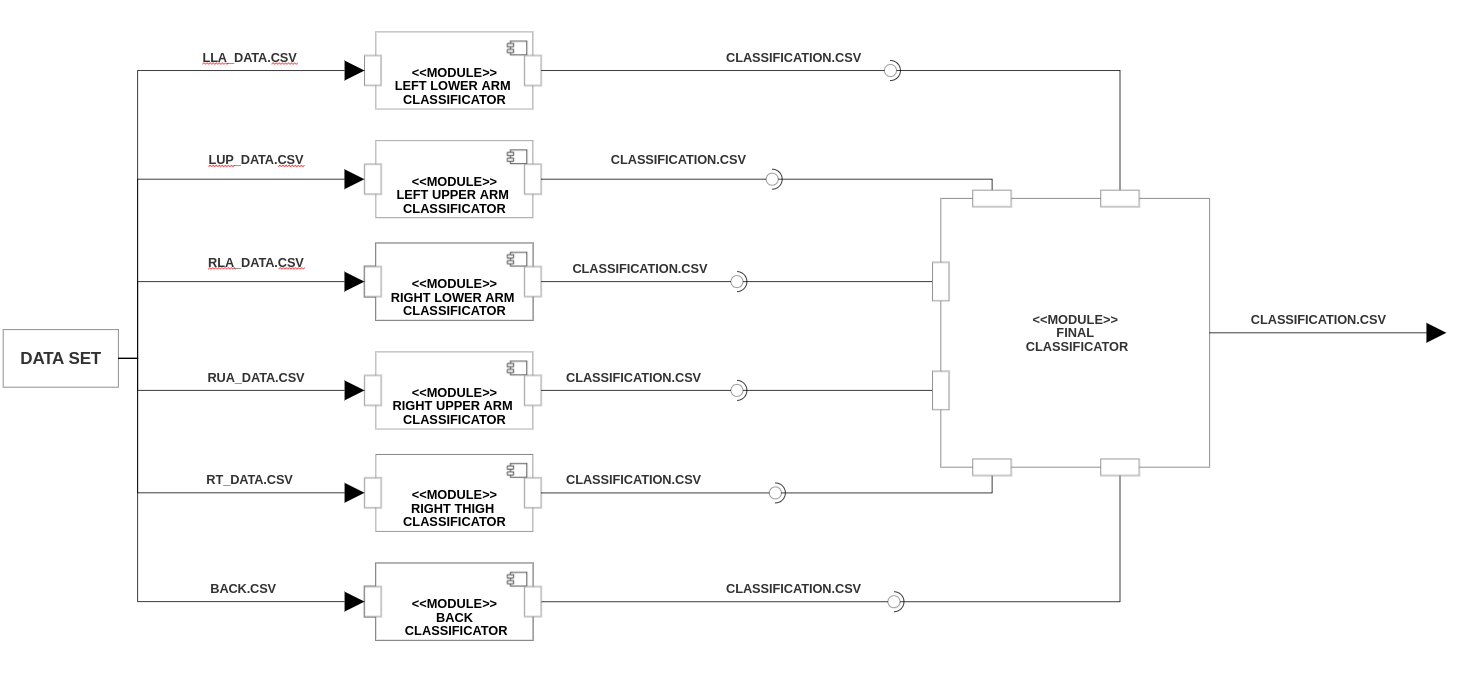 LLA_DATA.CSV
CLASSIFICATION.CSV
<<MODULE>>
LEFT LOWER ARM
CLASSIFICATOR
LUP_DATA.CSV
CLASSIFICATION.CSV
<<MODULE>>
LEFT UPPER ARM
CLASSIFICATOR
RLA_DATA.CSV
CLASSIFICATION.CSV
<<MODULE>>
RIGHT LOWER ARM
CLASSIFICATOR
DATA SET
<<MODULE>>
FINAL
CLASSIFICATOR
CLASSIFICATION.CSV
RUA_DATA.CSV
CLASSIFICATION.CSV
<<MODULE>>
RIGHT UPPER ARM
CLASSIFICATOR
RT_DATA.CSV
CLASSIFICATION.CSV
<<MODULE>>
RIGHT THIGH
CLASSIFICATOR
BACK.CSV
CLASSIFICATION.CSV
<<MODULE>>
BACK
CLASSIFICATOR